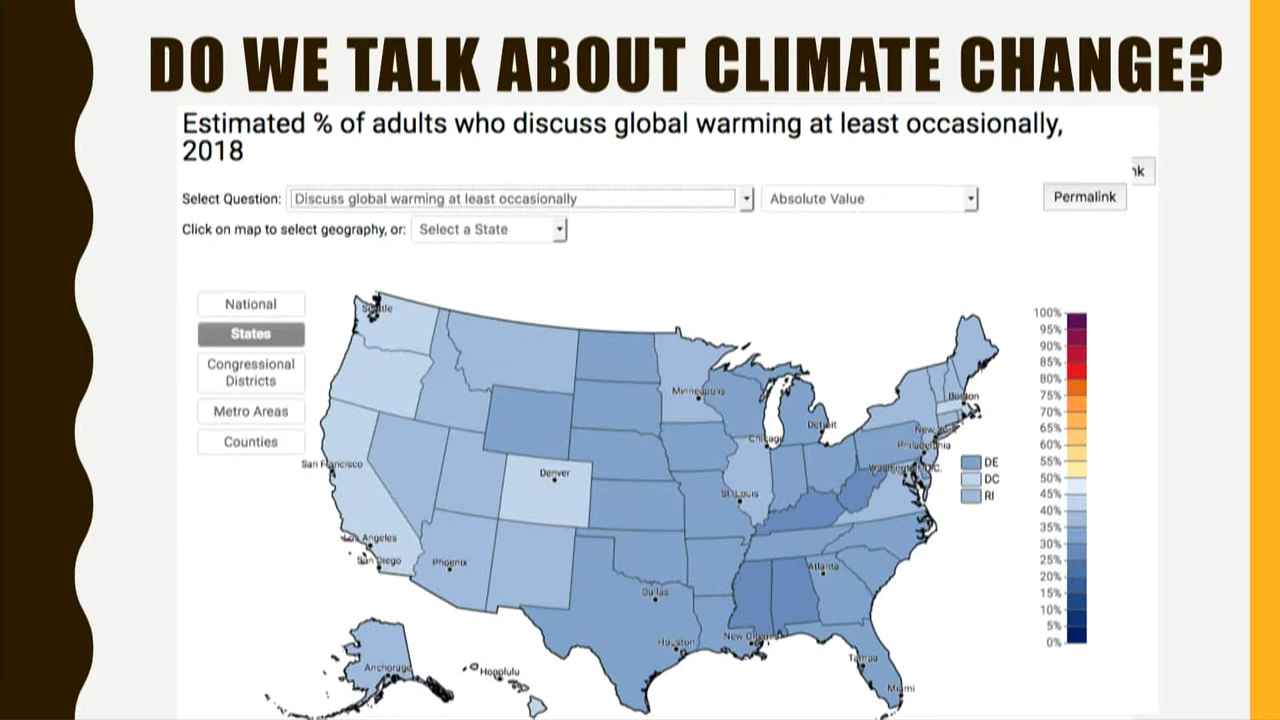 DO WE TALK ABOUT CLIMATE CHANGE?
Estimated % of adults who discuss global warming at least occasionally,
2018
nk
Select Question: Discuss global warming at least occasionally
Absolute Value
Permalink
Click on map to select geography, or: Select a State
National
States
Congressional
Districts
Metro Areas
Counties
Seattle
Minneapolis
Boston
Detroit
New York
Chicago
Philadelphia
San Francisco
Denver
Washington, D.C.
St. Louis
Los Angeles
San Diego
Phoenix
Atlanta
Dallas
Houston
New Orleans
Tampa
Miami
Anchorage
Honolulu
DE
DC
RI
100%
95%
90%
85%
80%
75%
70%
65%
60%
55%
50%
45%
40%
35%
30%
25%
20%
15%
10%
5%
0%